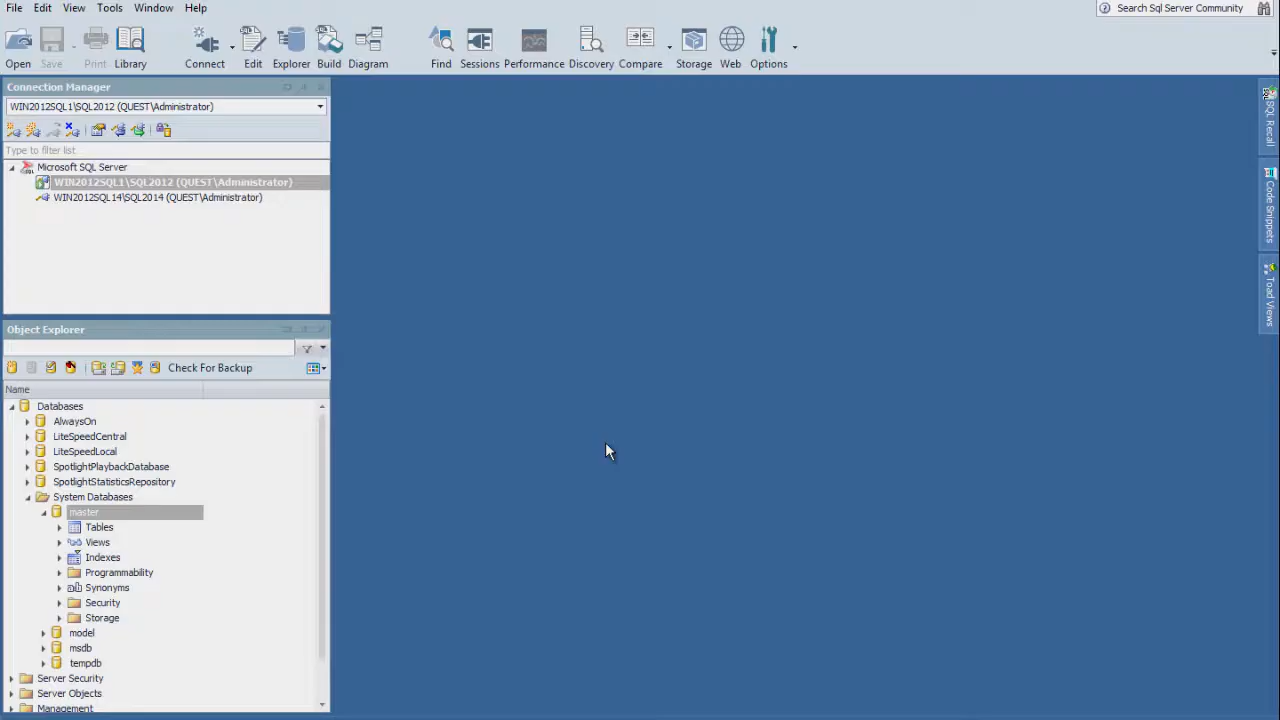 File Edit View Tools Window Help
Search Sql Server Community
Open Save Print Library Connect Edit Explorer Build Diagram Find Sessions Performance Discovery Compare Storage Web Options
Connection Manager
WIN2012SQL1\SQL2012 (QUEST\Administrator)
Type to filter list
Microsoft SQL Server
WIN2012SQL1\SQL2012 (QUEST\Administrator)
WIN2012SQL14\SQL2014 (QUEST\Administrator)
Object Explorer
Check For Backup
Name
Databases
AlwaysOn
LiteSpeedCentral
LiteSpeedLocal
SpotlightPlaybackDatabase
SpotlightStatisticsRepository
System Databases
master
Tables
Views
Indexes
Programmability
Synonyms
Security
Storage
model
msdb
tempdb
Server Security
Server Objects
Management
SQL Recall
Code Snippets
Toad Views